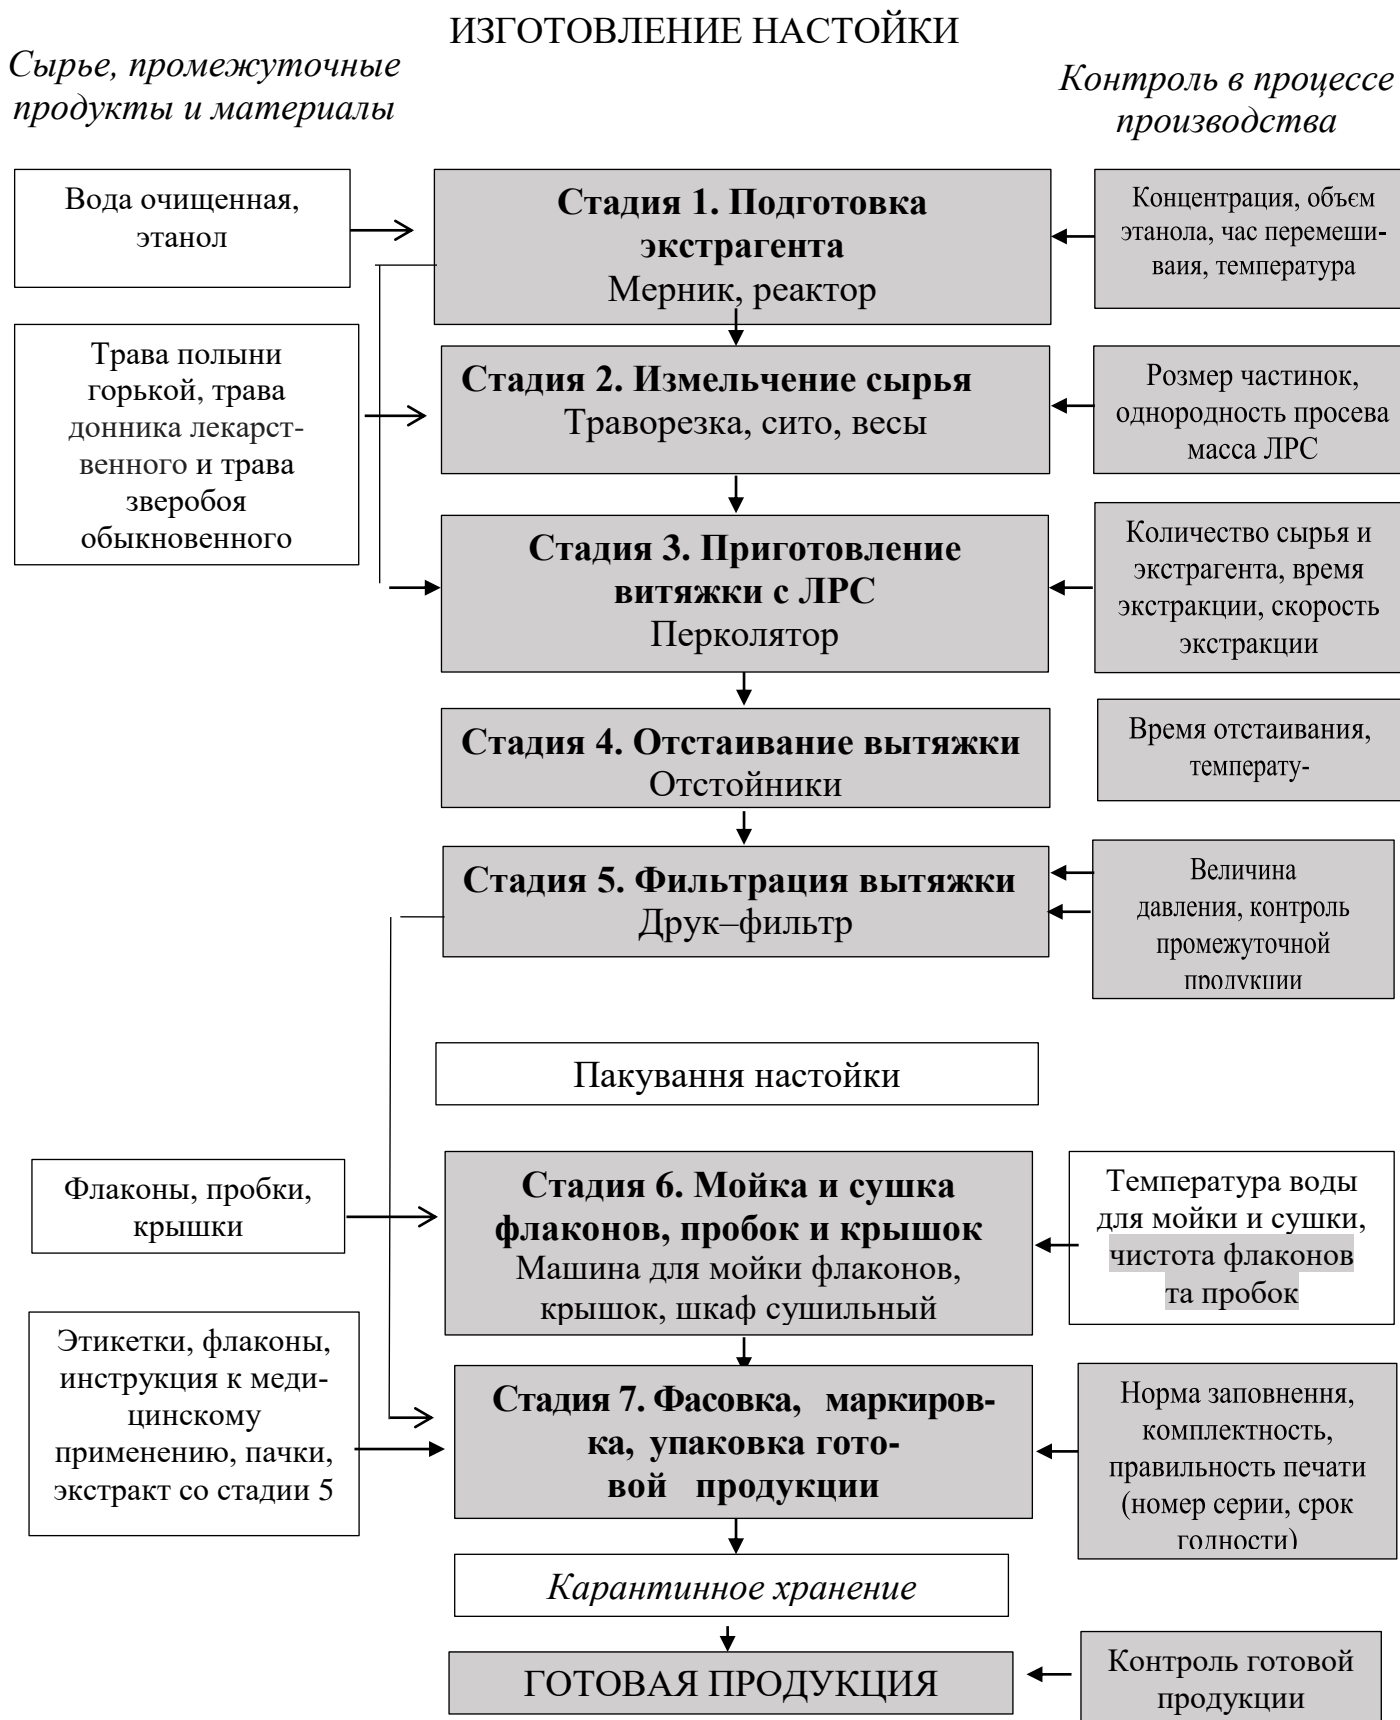 ИЗГОТОВЛЕНИЕ НАСТОЙКИ
Сырье, промежуточные
продукты и материалы
Контроль в процессе
производства
Вода очищенная,
этанол
Стадия 1. Подготовка
экстрагента
Мерник, реактор
Концентрация, объєм
этанола, час перемеши-
ваия, температура
Трава полыни
горькой, трава
донника лекарст-
венного и трава
зверобоя
обыкновенного
Стадия 2. Измельчение сырья
Траворезка, сито, весы
Розмер частинок,
однородность просева
масса ЛРС
Стадия 3. Приготовление
витяжки с ЛРС
Перколятор
Количество сырья и
экстрагента, время
экстракции, скорость
экстракции
Стадия 4. Отстаивание вытяжки
Отстойники
Время отстаивания,
температу-
Стадия 5. Фильтрация вытяжки
Друк–фильтр
Величина
давления, контроль
промежуточной
продукции
Пакування настойки
Флаконы, пробки,
крышки
Стадия 6. Мойка и сушка
флаконов, пробок и крышок
Машина для мойки флаконов,
крышок, шкаф сушильный
Температура воды
для мойки и сушки,
чистота флаконов
та пробок
Этикетки, флаконы,
инструкция к меди-
цинскому
применению, пачки,
экстракт со стадии 5
Стадия 7. Фасовка, маркиров-
ка, упаковка гото-
вой продукции
Норма заповнення,
комплектность,
правильность печати
(номер серии, срок
годности)
Карантинное хранение
ГОТОВАЯ ПРОДУКЦИЯ
Контроль готовой
продукции